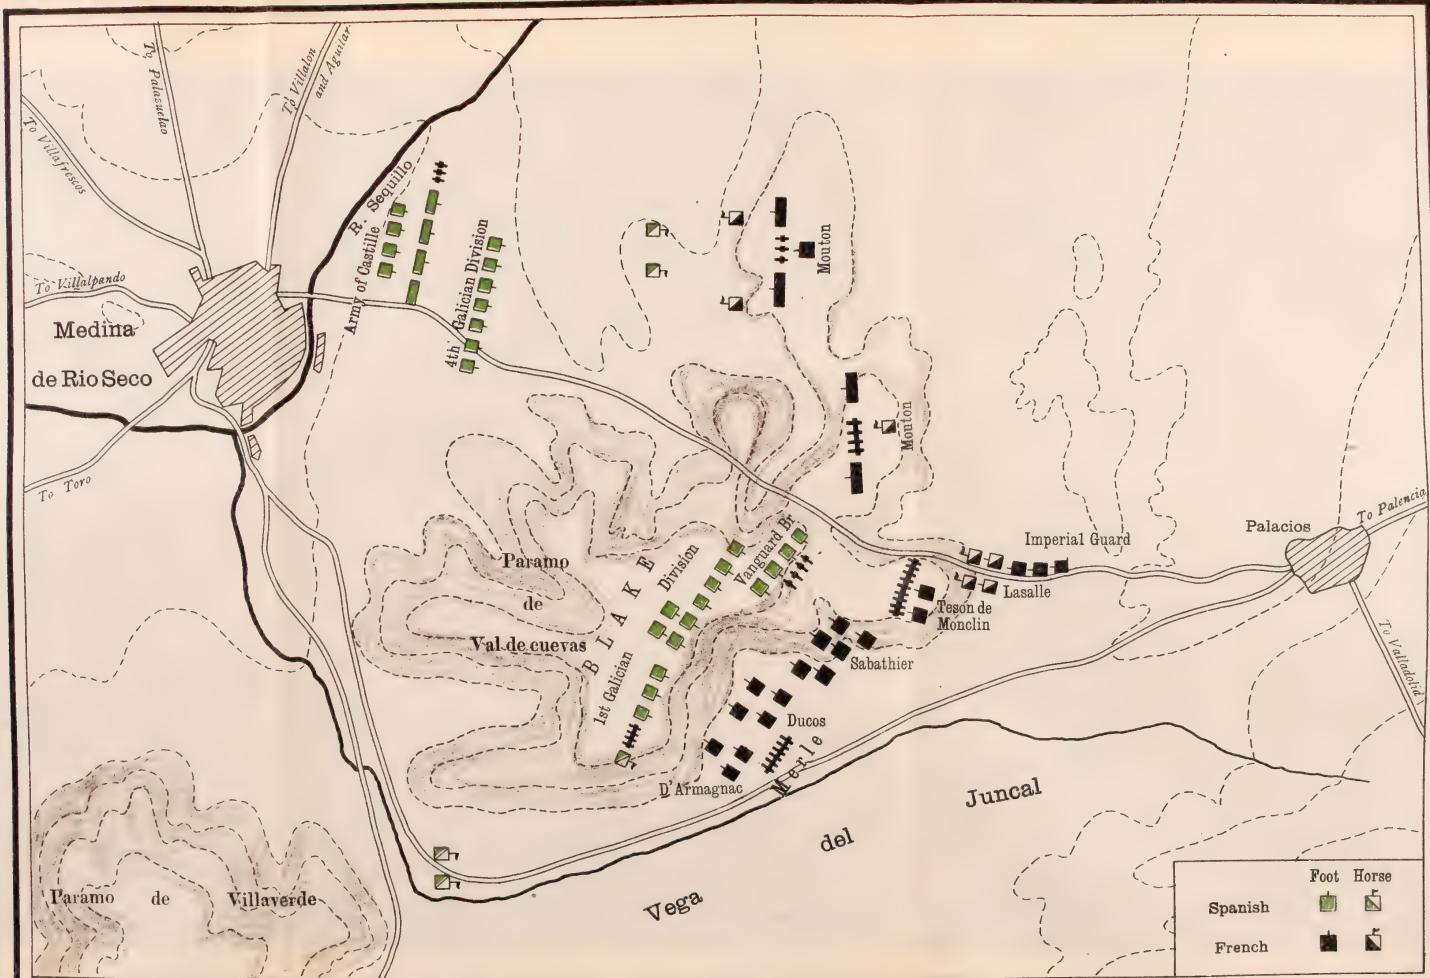 To Palazuelao
To Villalon
and Aguilar
To Villafrescos
R. Sequillo
Army of Castille
4th Galician Division
Mouton
To Villalpando
Medina
de Rio Seco
Mouton
To Toro
To Palencia
Palacios
Imperial Guard
Paramo
de
Val de cuevas
BLAKE
1st Galician Division
Vanguard Br
Lasalle
Teson de
Monclin
Sabathier
To Valladolid
Ducos
Merle
D'Armagnac
Vega del Juncal
Paramo de Villaverde
Foot Horse
Spanish
French